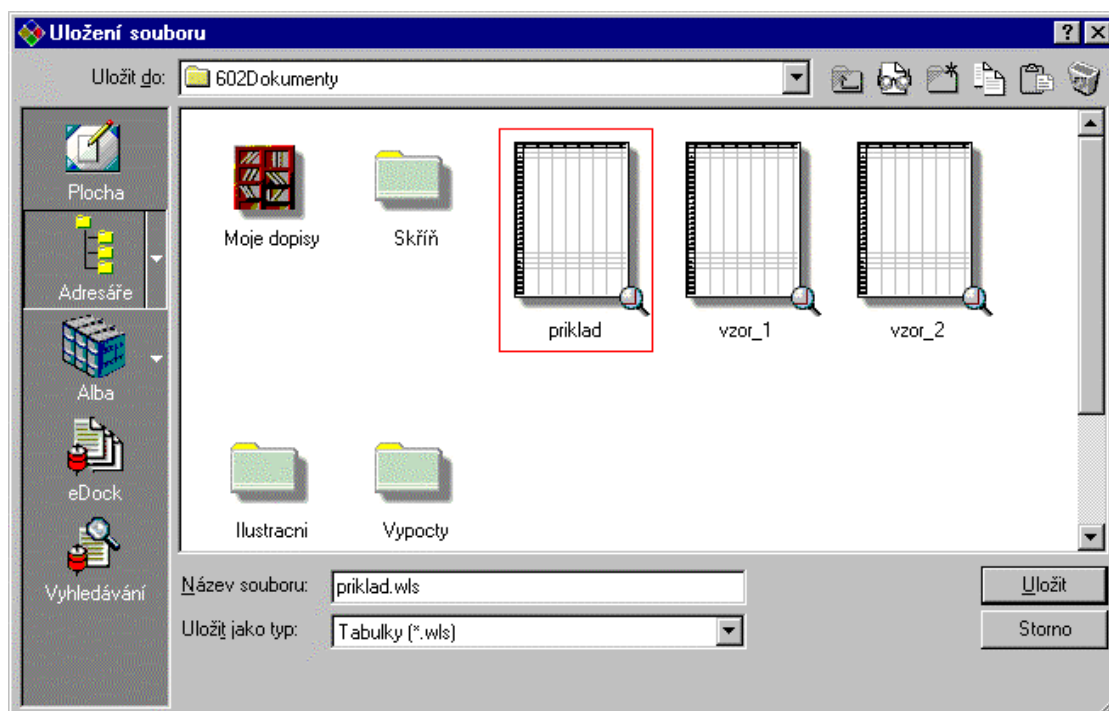 Uložení souboru
Uložit do:
602Dokumenty
Plocha
Adresáře
Alba
eDock
Vyhledávání
Moje dopisy
Skříň
priklad
vzor_1
vzor_2
Ilustracni
Vypocty
Název souboru:
priklad.wls
Uložit
Uložit jako typ:
Tabulky (*.wls)
Storno